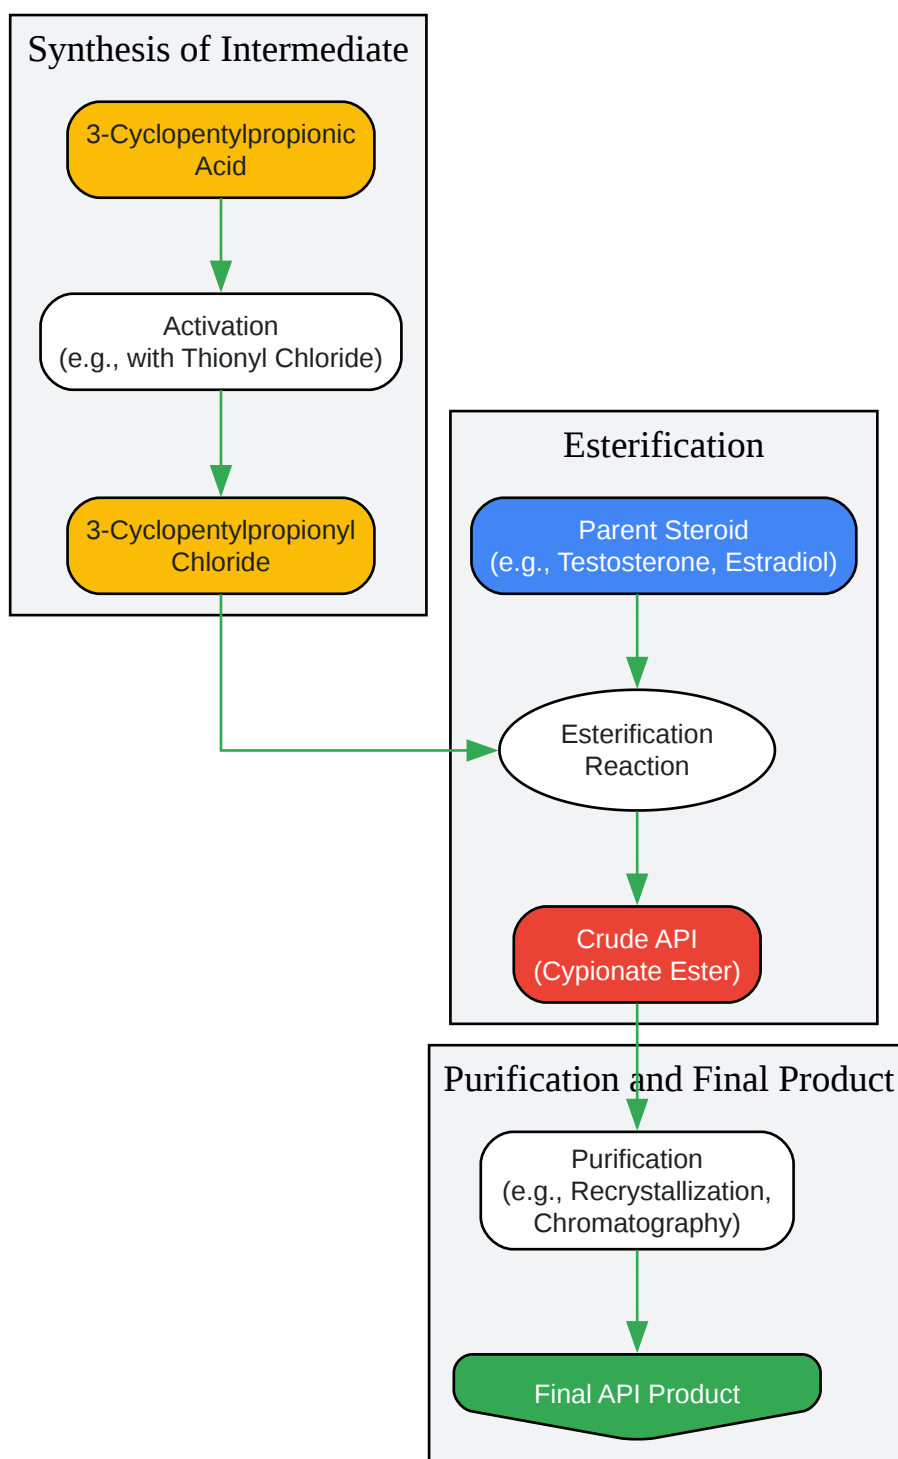 Synthesis of Intermediate
3-Cyclopentylpropionic
Acid
Activation
(e.g., with Thionyl Chloride)
3-Cyclopentylpropionyl
Chloride
Esterification
Parent Steroid
(e.g., Testosterone, Estradiol)
Esterification
Reaction
Crude API
(Cypionate Ester)
Purification and Final Product
Purification
(e.g., Recrystallization,
Chromatography)
Final API Product